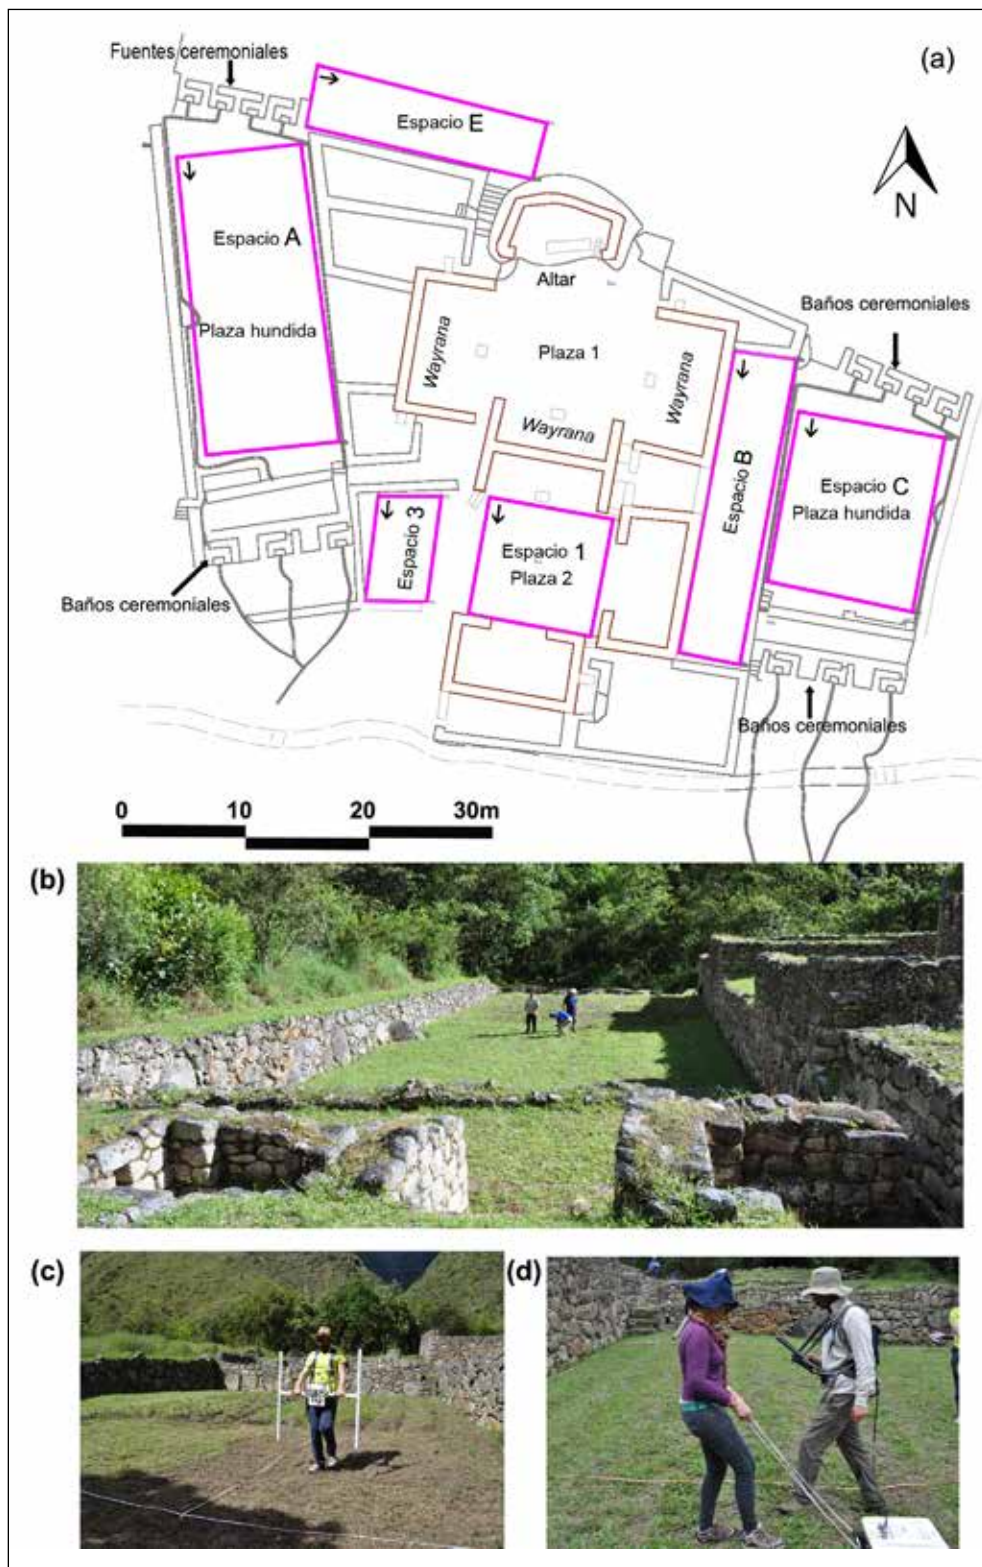 Fuentes ceremoniales
(a)
Espacio E
N
Espacio A
Plaza hundida
Altar
Baños ceremoniales
Wayrana
Plaza 1
Wayrana
Wayrana
Espacio B
Espacio C
Plaza hundida
Espacio 3
Espacio 1
Plaza 2
Baños ceremoniales
Baños ceremoniales
0 10 20 30m
(b)
(c)
(d)